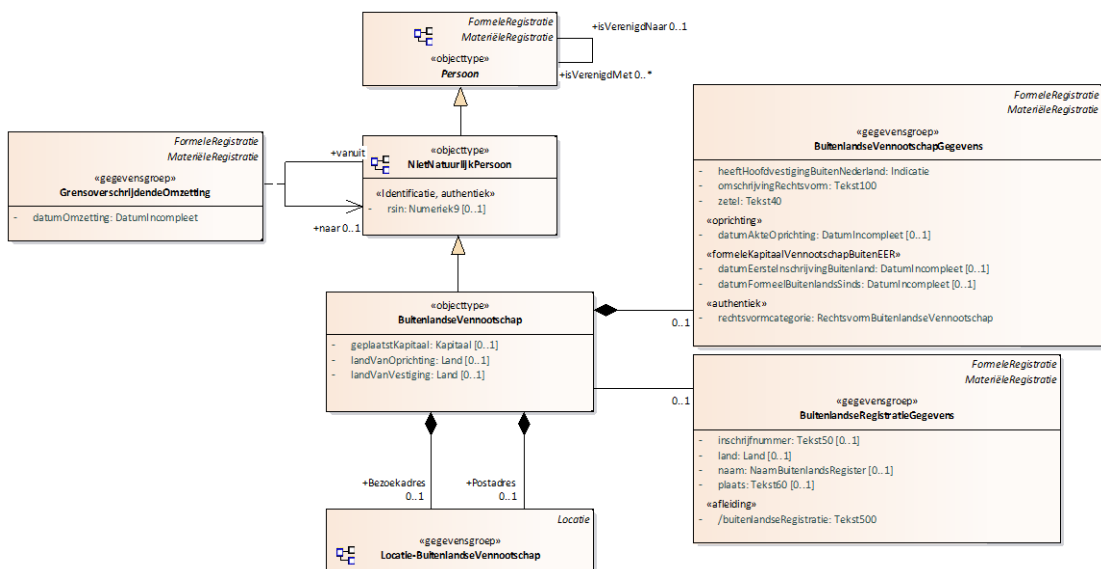 FormeleRegistratie
MateriëleRegistratie
«objecttype»
Persoon
+isVerenigdNaar 0..1
+isVerenigdMet 0..*
FormeleRegistratie
MateriëleRegistratie
«gegevensgroep»
GrensoverschrijdendeOmzetting
- datumOmzetting: DatumIncompleet
+vanuit
+naar 0..1
«objecttype»
NietNatuurlijkPersoon
«Identificatie, authentiek»
- rsin: Numeriek9 [0..1]
FormeleRegistratie
MateriëleRegistratie
«gegevensgroep»
BuitenlandseVennootschapGegevens
- heeftHoofdvestigingBuitenNederland: Indicatie
- omschrijvingRechtsvorm: Tekst100
- zetel: Tekst40
«oprichting»
- datumAkteOprichting: DatumIncompleet [0..1]
«formeleKapitaalVennootschapBuitenEER»
- datumEersteInschrijvingBuitenland: DatumIncompleet [0..1]
- datumFormeelBuitenlandsSinds: DatumIncompleet [0..1]
«authentiek»
- rechtsvormcategorie: RechtsvormBuitenlandseVennootschap
«objecttype»
BuitenlandseVennootschap
- geplaatstKapitaal: Kapitaal [0..1]
- landVanOprichting: Land [0..1]
- landVanVestiging: Land [0..1]
0..1
0..1
FormeleRegistratie
MateriëleRegistratie
«gegevensgroep»
BuitenlandseRegistratieGegevens
- inschrijfnummer: Tekst50 [0..1]
- land: Land [0..1]
- naam: NaamBuitenlandsRegister [0..1]
- plaats: Tekst60 [0..1]
«afleiding»
- /buitenlandseRegistratie: Tekst500
+Bezoekadres
0..1
+Postadres
0..1
Locatie
«gegevensgroep»
Locatie-BuitenlandseVennootschap